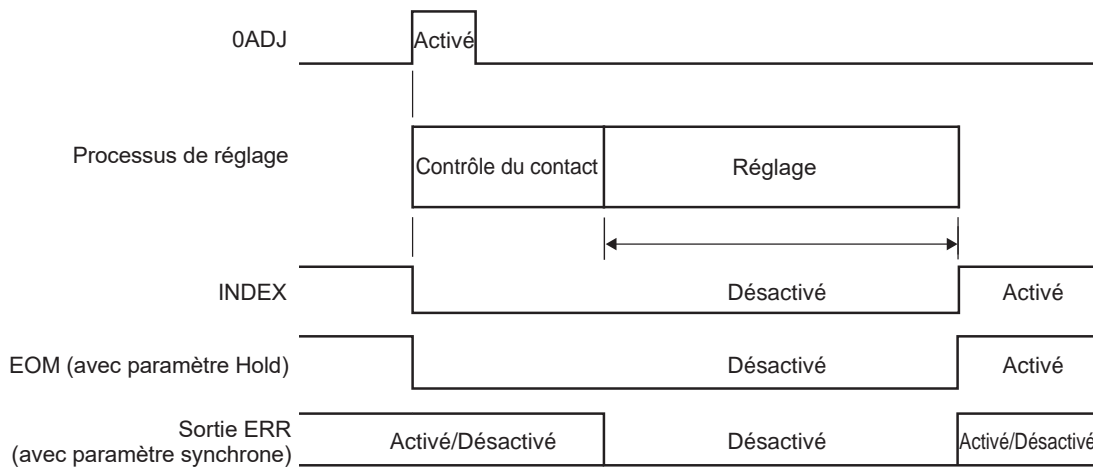 0ADJ
Activé
Processus de réglage
Contrôle du contact
Réglage
INDEX
Désactivé
Activé
EOM (avec paramètre Hold)
Désactivé
Activé
Sortie ERR
(avec paramètre synchrone)
Activé/Désactivé
Désactivé
Activé/Désactivé